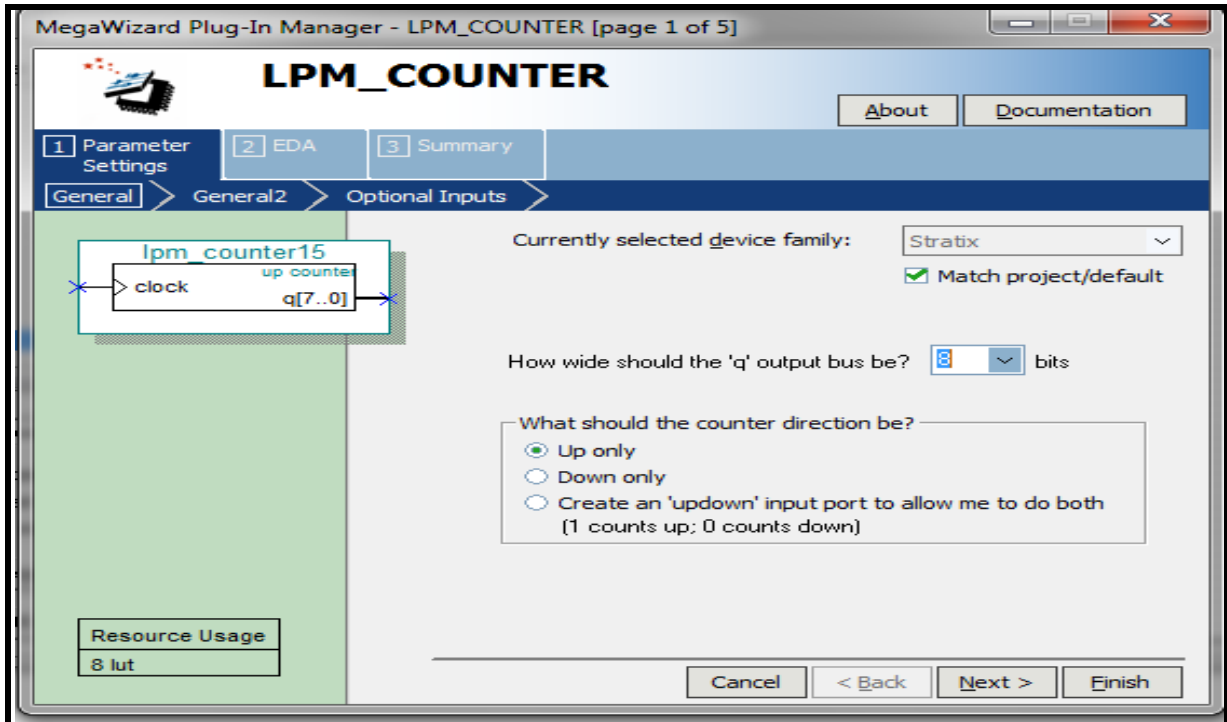 MegaWizard Plug-In Manager - LPM_COUNTER [page 1 of 5]
LPM_COUNTER
About
Documentation
1 Parameter Settings
2 EDA
3 Summary
General
General2
Optional Inputs
lpm_counter15
up counter
clock
q[7..0]
Currently selected device family:
Stratix
Match project/default
How wide should the 'q' output bus be?
8
bits
What should the counter direction be?
Up only
Down only
Create an 'updown' input port to allow me to do both
(1 counts up; 0 counts down)
Resource Usage
8 lut
Cancel
< Back
Next >
Finish